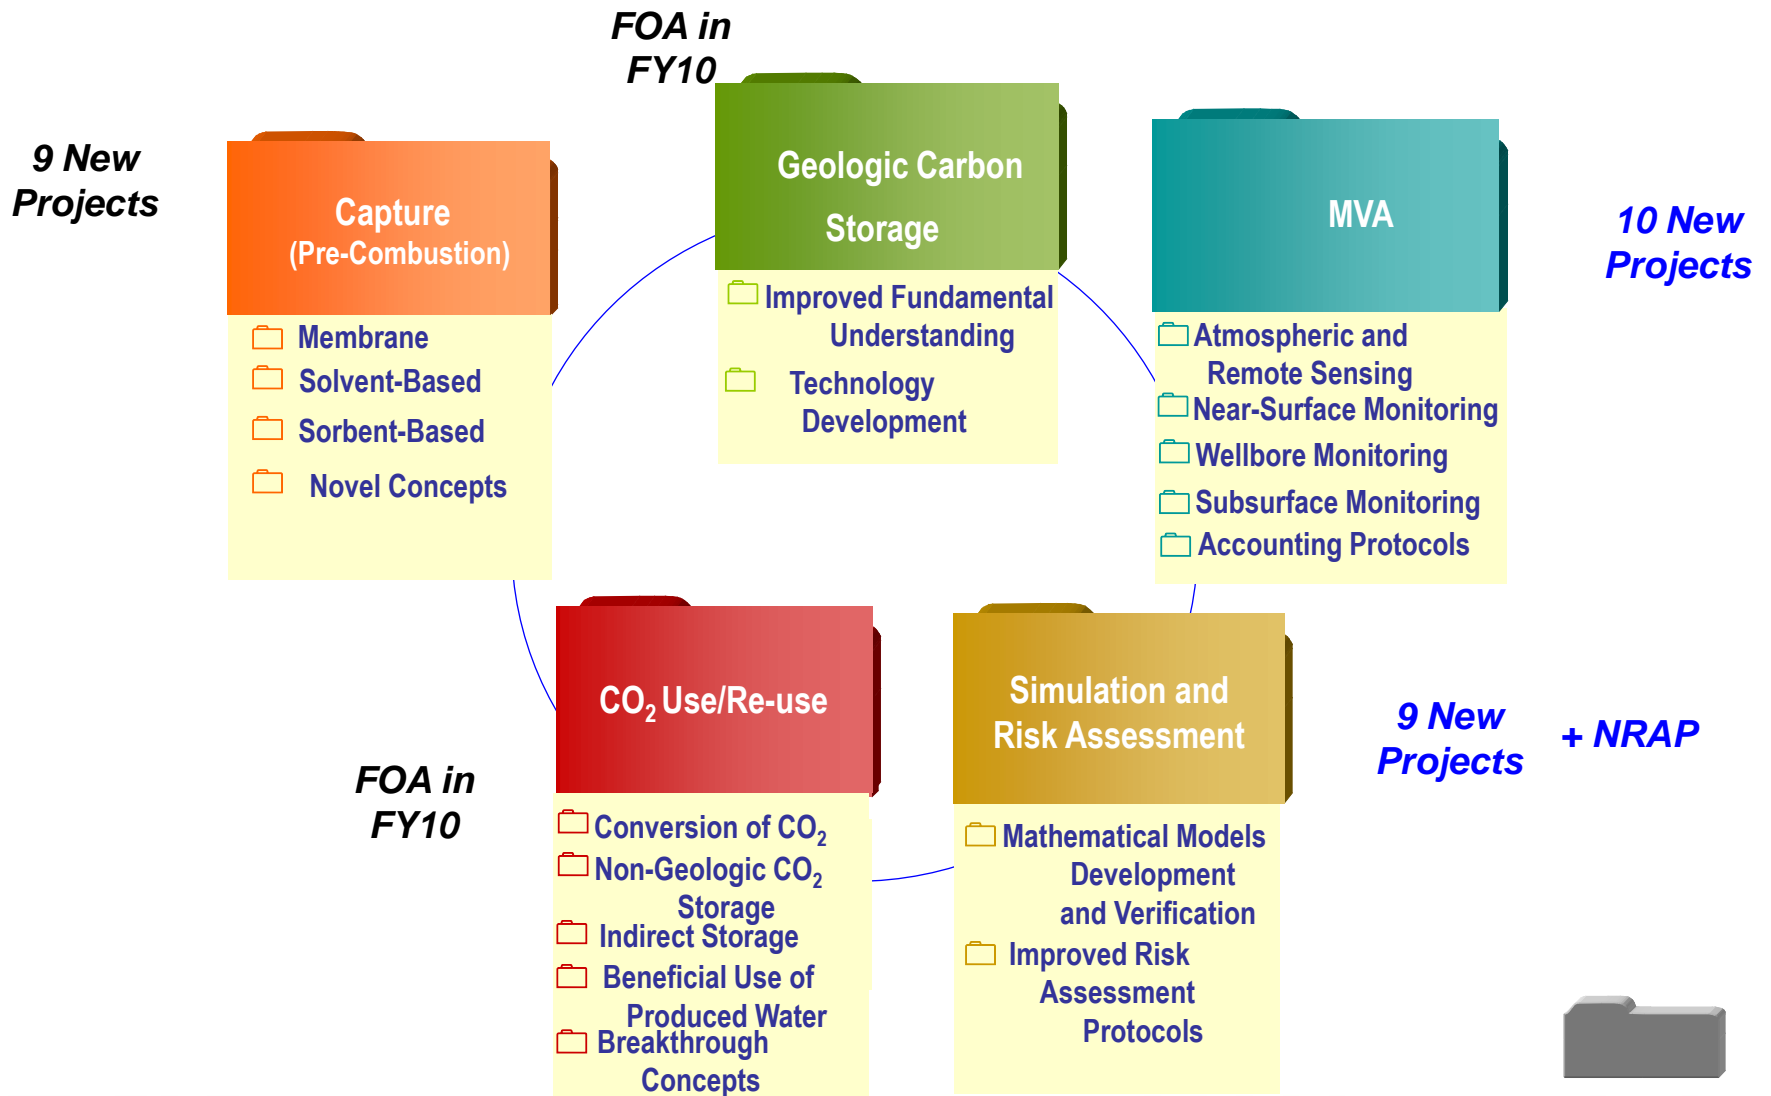 FOA in
FY10
9 New
Projects
Capture
(Pre-Combustion)
Membrane
Solvent-Based
Sorbent-Based
Novel Concepts
Geologic Carbon
Storage
Improved Fundamental
Understanding
Technology
Development
MVA
10 New
Projects
Atmospheric and
Remote Sensing
Near-Surface Monitoring
Wellbore Monitoring
Subsurface Monitoring
Accounting Protocols
FOA in
FY10
CO₂ Use/Re-use
Conversion of CO₂
Non-Geologic CO₂
Storage
Indirect Storage
Beneficial Use of
Produced Water
Breakthrough
Concepts
Simulation and
Risk Assessment
Mathematical Models
Development
and Verification
Improved Risk
Assessment
Protocols
9 New
Projects
+ NRAP